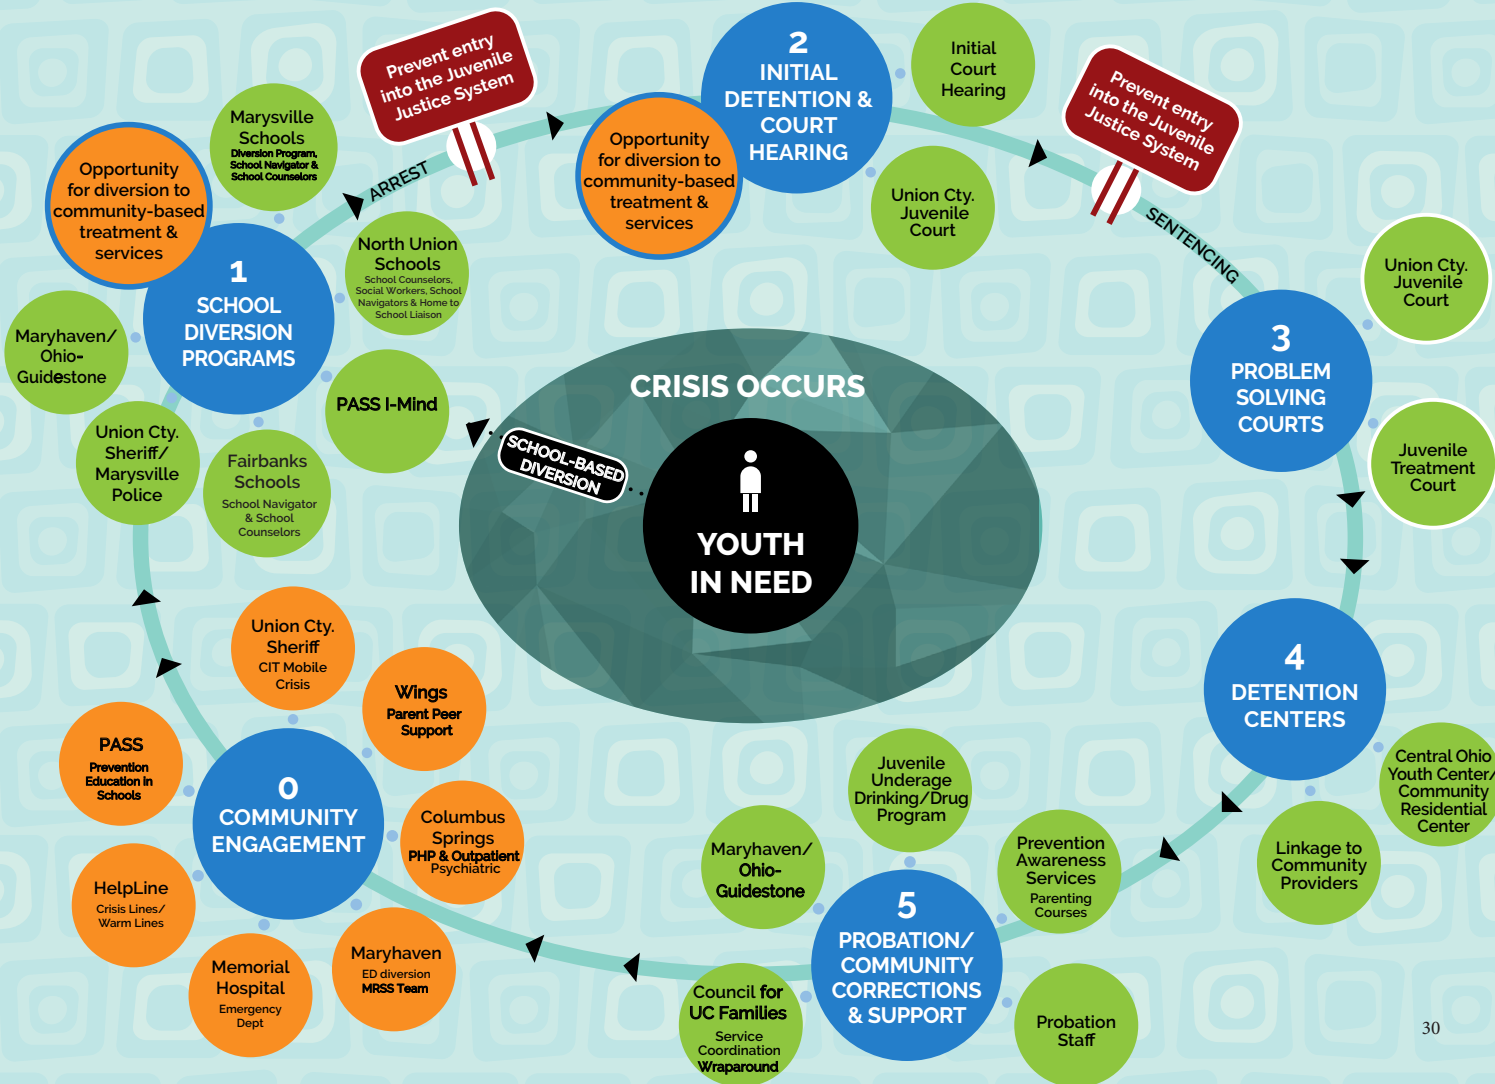 Prevent entry
into the Juvenile
Justice System
2
INITIAL
DETENTION &
COURT
HEARING
Initial
Court
Hearing
Prevent entry
into the Juvenile
Justice System
Marysville
Schools
Diversion Program,
School Navigator &
School Counselors
Opportunity
for diversion to
community-based
treatment &
services
ARREST
Opportunity
for diversion to
community-based
treatment &
services
Union Cty.
Juvenile
Court
SENTENCING
North Union
Schools
School Counselors,
Social Workers, School
Navigators & Home to
School Liaison
1
SCHOOL
DIVERSION
PROGRAMS
Maryhaven/
Ohio-
Guidestone
PASS I-Mind
Union Cty.
Sheriff/
Marysville
Police
Fairbanks
Schools
School Navigator
& School
Counselors
CRISIS OCCURS
SCHOOL-BASED
DIVERSION
YOUTH
IN NEED
Union Cty.
Juvenile
Court
3
PROBLEM
SOLVING
COURTS
Juvenile
Treatment
Court
4
DETENTION
CENTERS
Central Ohio
Youth Center/
Community
Residential
Center
Linkage to
Community
Providers
Union Cty.
Sheriff
CIT Mobile
Crisis
Wings
Parent Peer
Support
PASS
Prevention
Education in
Schools
0
COMMUNITY
ENGAGEMENT
Columbus
Springs
PHP & Outpatient
Psychiatric
HelpLine
Crisis Lines/
Warm Lines
Memorial
Hospital
Emergency
Dept
Maryhaven
ED diversion
MRSS Team
Juvenile
Underage
Drinking/Drug
Program
Maryhaven/
Ohio-
Guidestone
Prevention
Awareness
Services
Parenting
Courses
5
PROBATION/
COMMUNITY
CORRECTIONS
& SUPPORT
Council for
UC Families
Service
Coordination
Wraparound
Probation
Staff
30